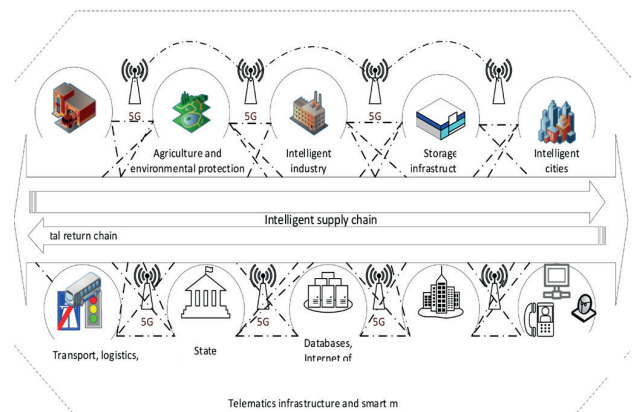 5G
5G
5G
Agriculture and
environmental protection
Intelligent
industry
Storage
infrastruct
Intelligent
cities
Intelligent supply chain
tal return chain
5G
5G
5G
Transport, logistics,
State
Databases,
Internet of
Telematics infrastructure and smart m